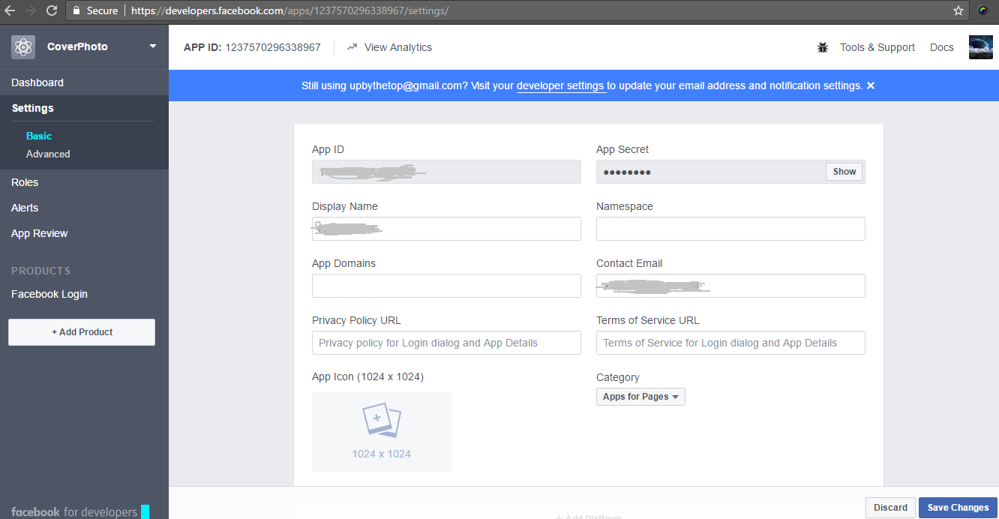 Secure https://developers.facebook.com/apps/1237570296338967/settings/
CoverPhoto
APP ID: 1237570296338967 View Analytics
Tools & Support Docs
Still using upbythetop@gmail.com? Visit your developer settings to update your email address and notification settings.
Dashboard
Settings
Basic
Advanced
Roles
Alerts
App Review
PRODUCTS
Facebook Login
+ Add Product
facebook for developers
App ID App Secret
●●●●●●●● Show
Display Name Namespace
App Domains Contact Email
Privacy Policy URL Terms of Service URL
Privacy policy for Login dialog and App Details Terms of Service for Login dialog and App Details
App Icon (1024 x 1024) Category
Apps for Pages
1024 x 1024
+ Add Platform
Discard Save Changes